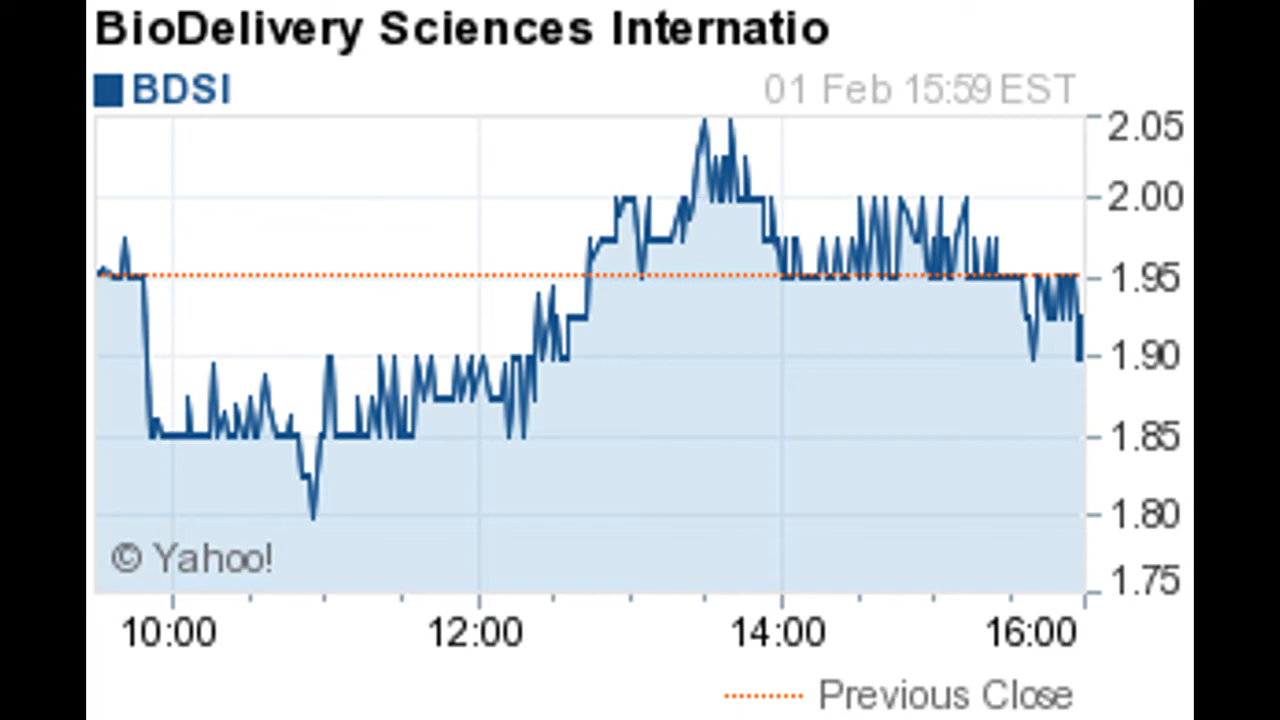 BioDelivery Sciences Internatio
BDSI
01 Feb 15:59 EST
2.05
2.00
1.95
1.90
1.85
1.80
1.75
© Yahoo!
10:00 12:00 14:00 16:00
Previous Close